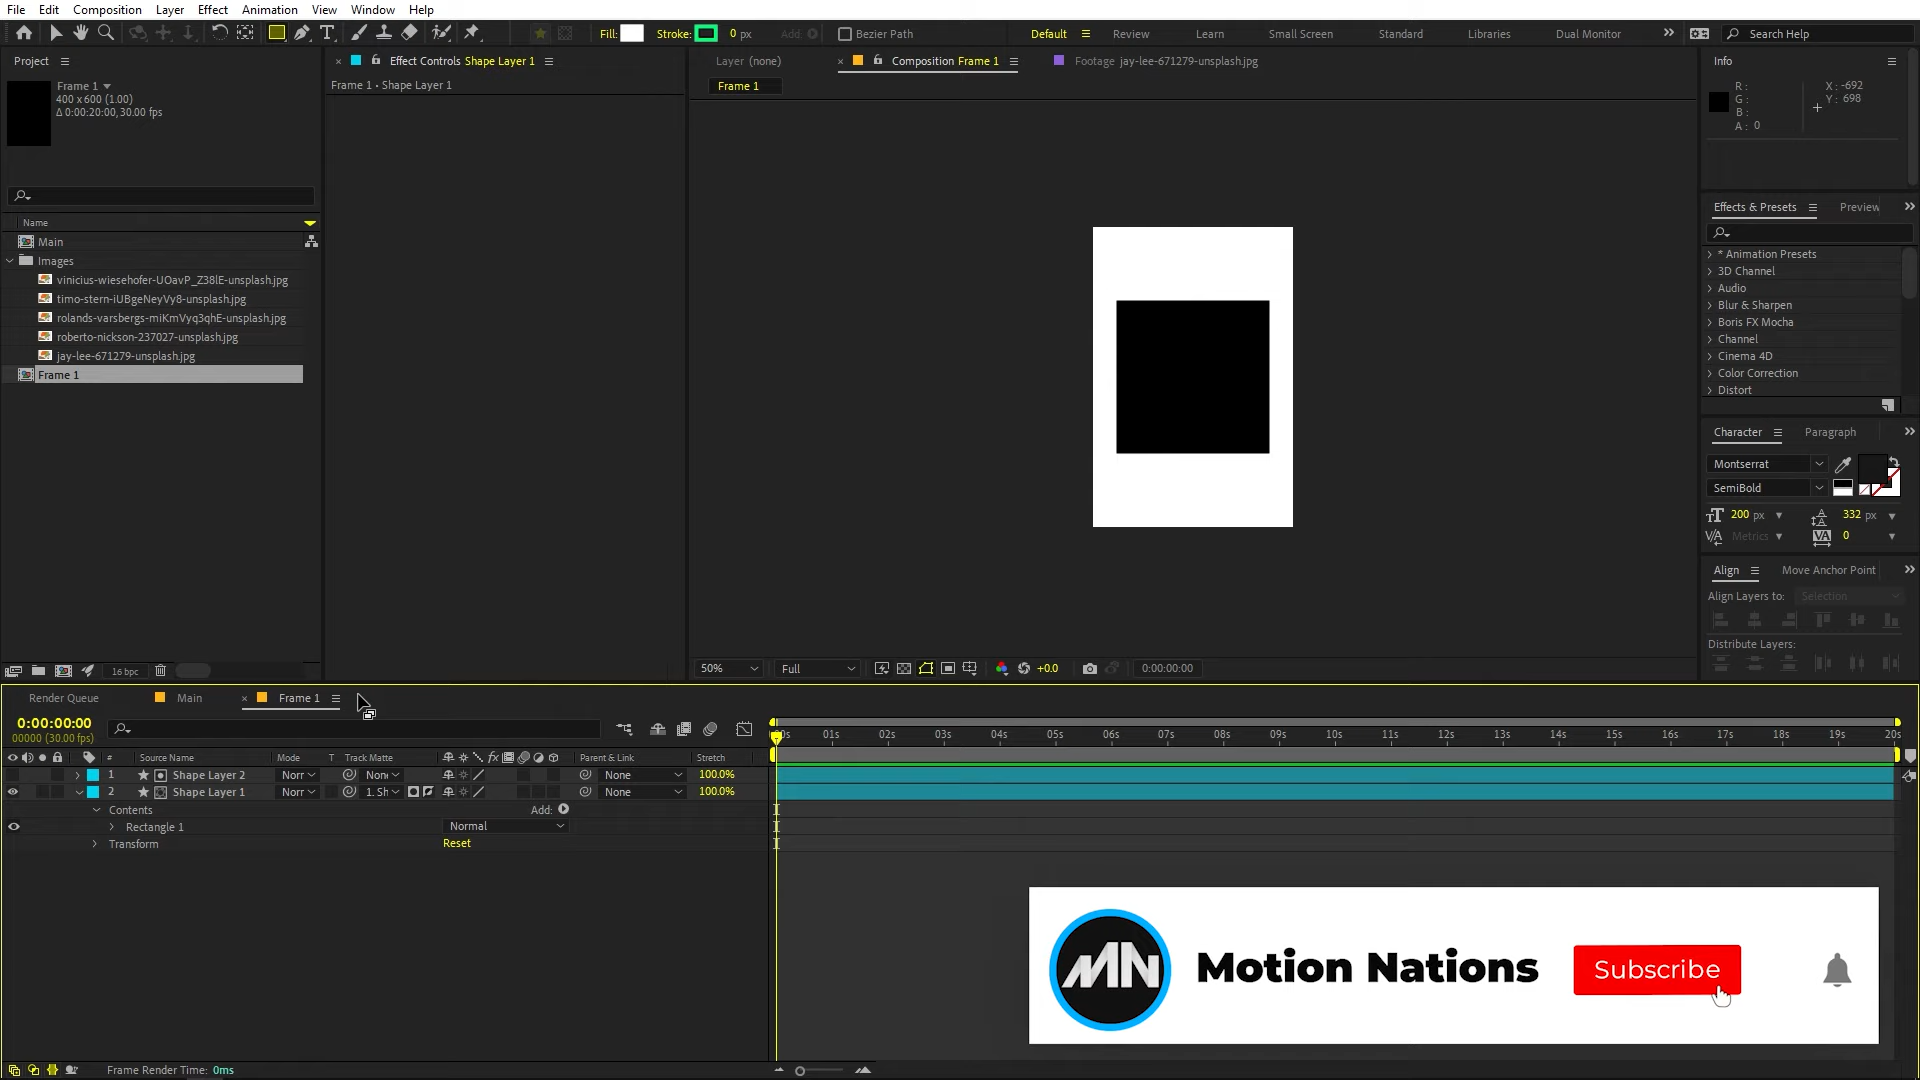 File Edit Composition Layer Effect Animation View Window Help
Fill: Stroke: 0 px Add: Bezier Path Default Review Learn Small Screen Standard Libraries Dual Monitor Search Help
Project
Frame 1
400 x 600 (1.00)
Δ 0:00:20:00, 30.00 fps
Name
Main
Images
vinicius-wiesehofer-UOavP_Z38lE-unsplash.jpg
timo-stern-iUBgeNeyVy8-unsplash.jpg
rolands-varsbergs-miKmVyq3qhE-unsplash.jpg
roberto-nickson-237027-unsplash.jpg
jay-lee-671279-unsplash.jpg
Frame 1
16 bpc
Effect Controls Shape Layer 1
Frame 1 • Shape Layer 1
Layer (none) Composition Frame 1 Footage jay-lee-671279-unsplash.jpg
Frame 1
50% Full +0.0 0:00:00:00
Info
R :
G :
B :
A : 0
X : -692
Y : 698
Effects & Presets Preview
* Animation Presets
3D Channel
Audio
Blur & Sharpen
Boris FX Mocha
Channel
Cinema 4D
Color Correction
Distort
Character Paragraph
Montserrat
SemiBold
200 px 332 px
Metrics 0
Align Move Anchor Point
Align Layers to: Selection
Distribute Layers:
Render Queue Main Frame 1
0:00:00:00
00000 (30.00 fps)
# Source Name Mode T Track Matte Parent & Link Stretch
1 Shape Layer 2 Norr None None 100.0%
2 Shape Layer 1 Norr 1. Sh None 100.0%
Contents Add:
Rectangle 1 Normal
Transform Reset
00s 01s 02s 03s 04s 05s 06s 07s 08s 09s 10s 11s 12s 13s 14s 15s 16s 17s 18s 19s 20s
MN Motion Nations Subscribe
Frame Render Time: 0ms